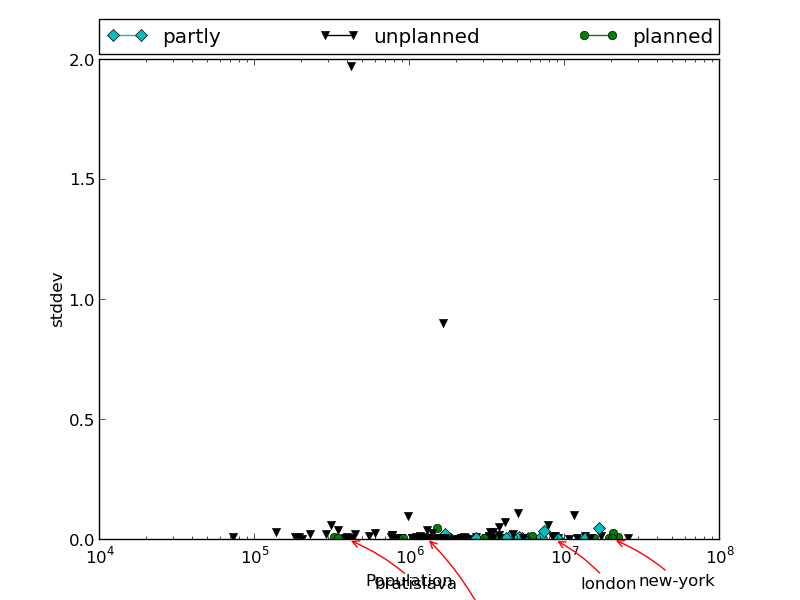 partly unplanned planned
2.0
1.5
1.0
0.5
0.0
stddev
10^4 10^5 10^6 10^7 10^8
Population
bratislava london new-york